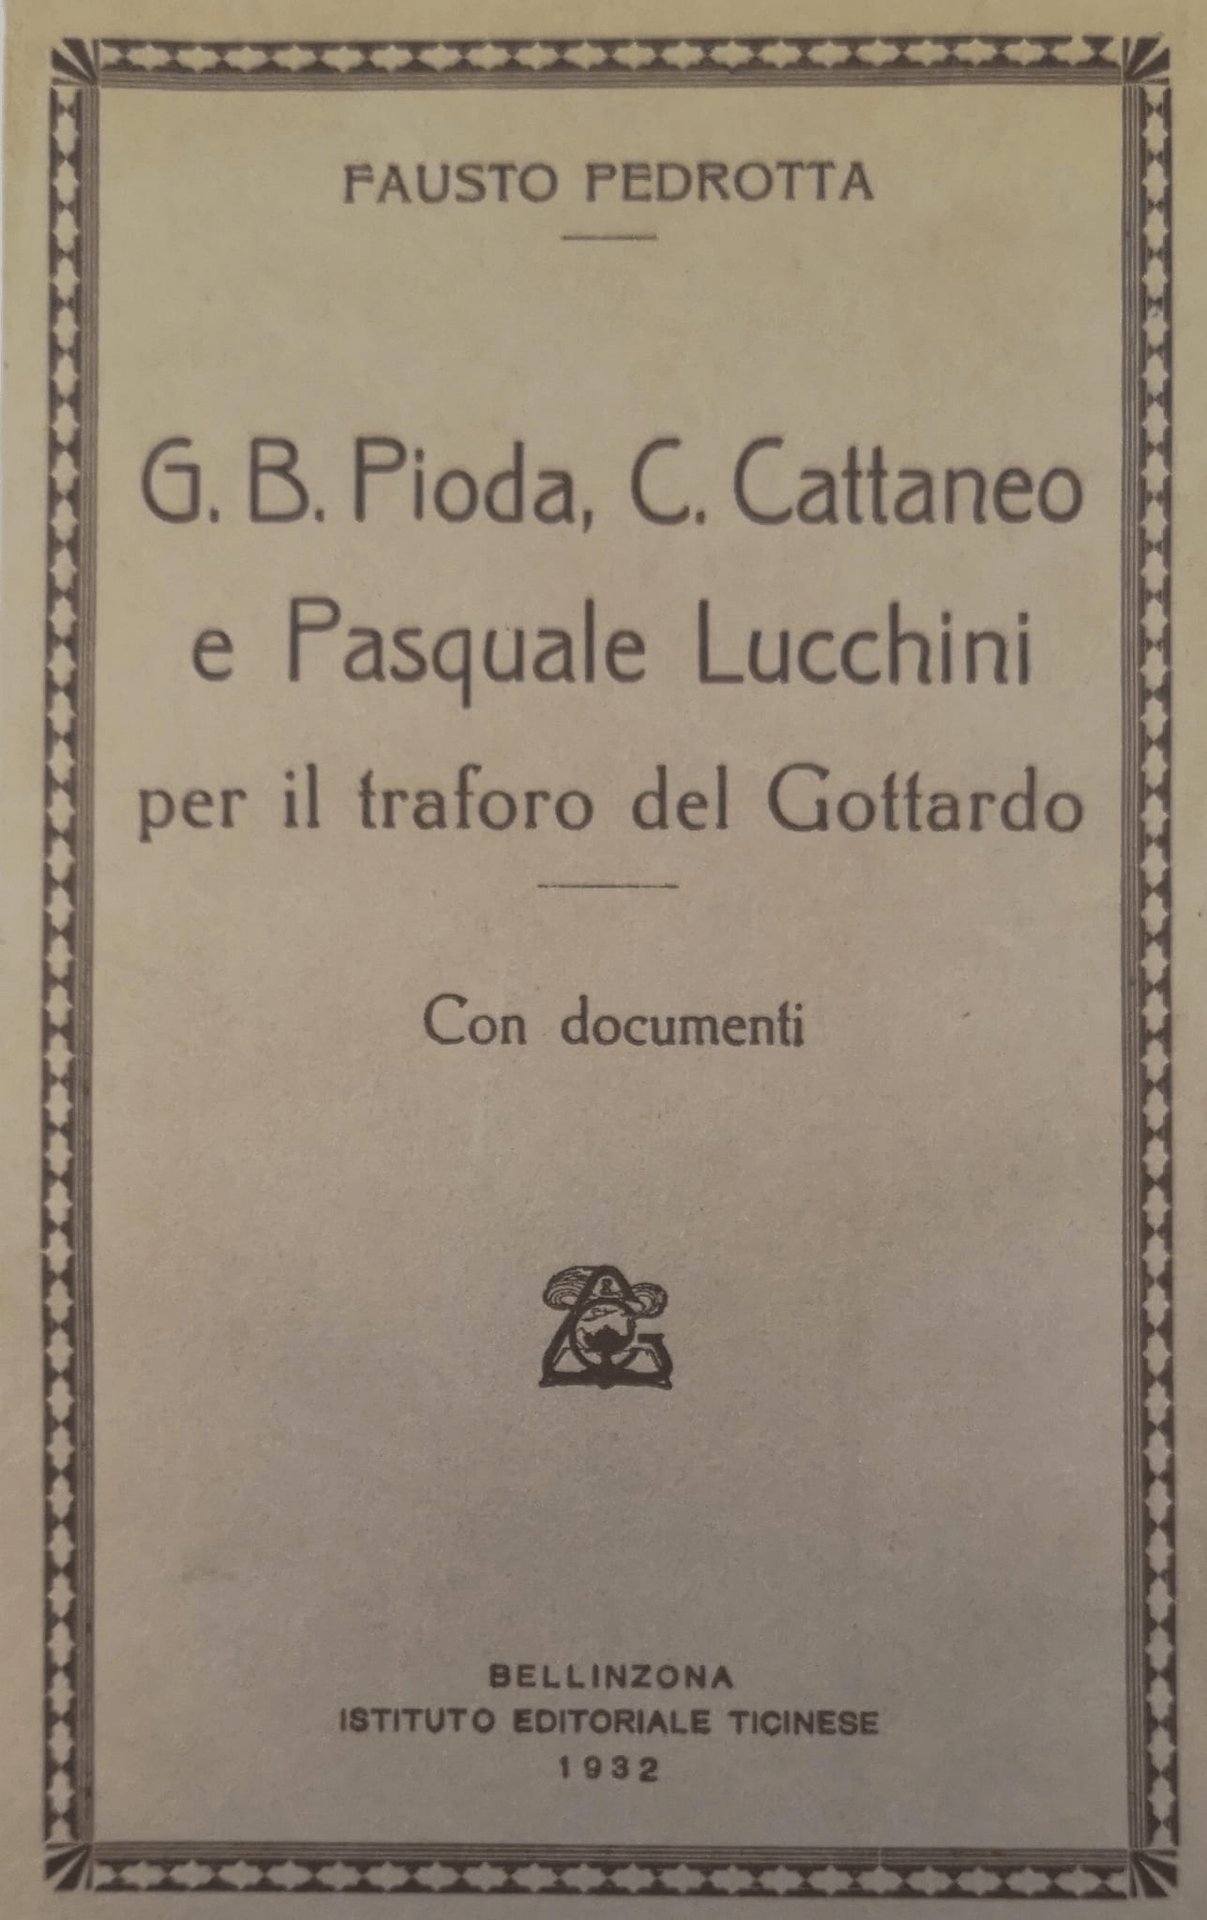 FAUSTO PEDROTTA
G. B. Pioda, C. Cattaneo
e Pasquale Lucchini
per il traforo del Gottardo
Con documenti
BELLINZONA
ISTITUTO EDITORIALE TICINESE
1932